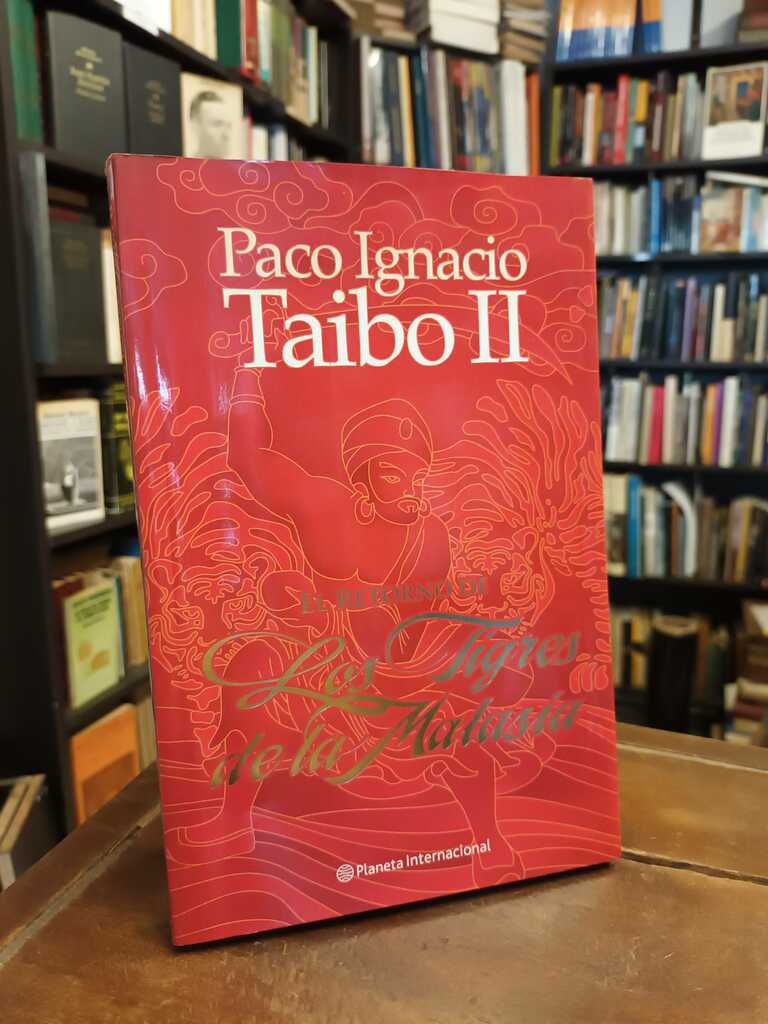 Paco Ignacio
Taibo II
EL RETORNO DE
Los Tigres
de la Malasia
Planeta Internacional